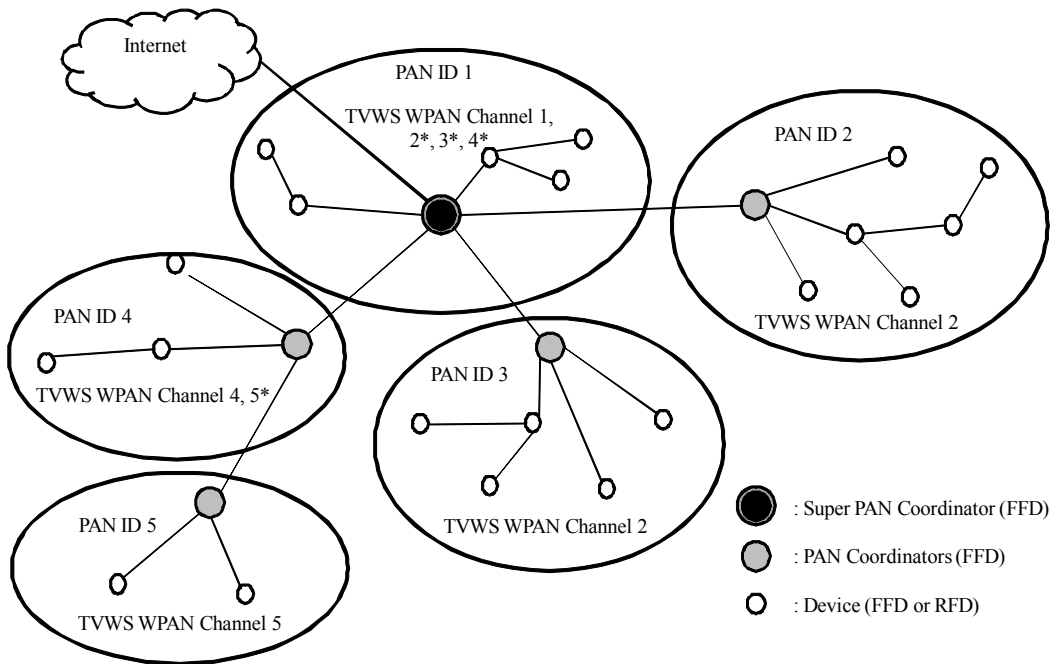 Internet
PAN ID 1
TVWS WPAN Channel 1,
2*, 3*, 4*
PAN ID 2
TVWS WPAN Channel 2
PAN ID 4
TVWS WPAN Channel 4, 5*
PAN ID 3
TVWS WPAN Channel 2
PAN ID 5
TVWS WPAN Channel 5
: Super PAN Coordinator (FFD)
: PAN Coordinators (FFD)
: Device (FFD or RFD)